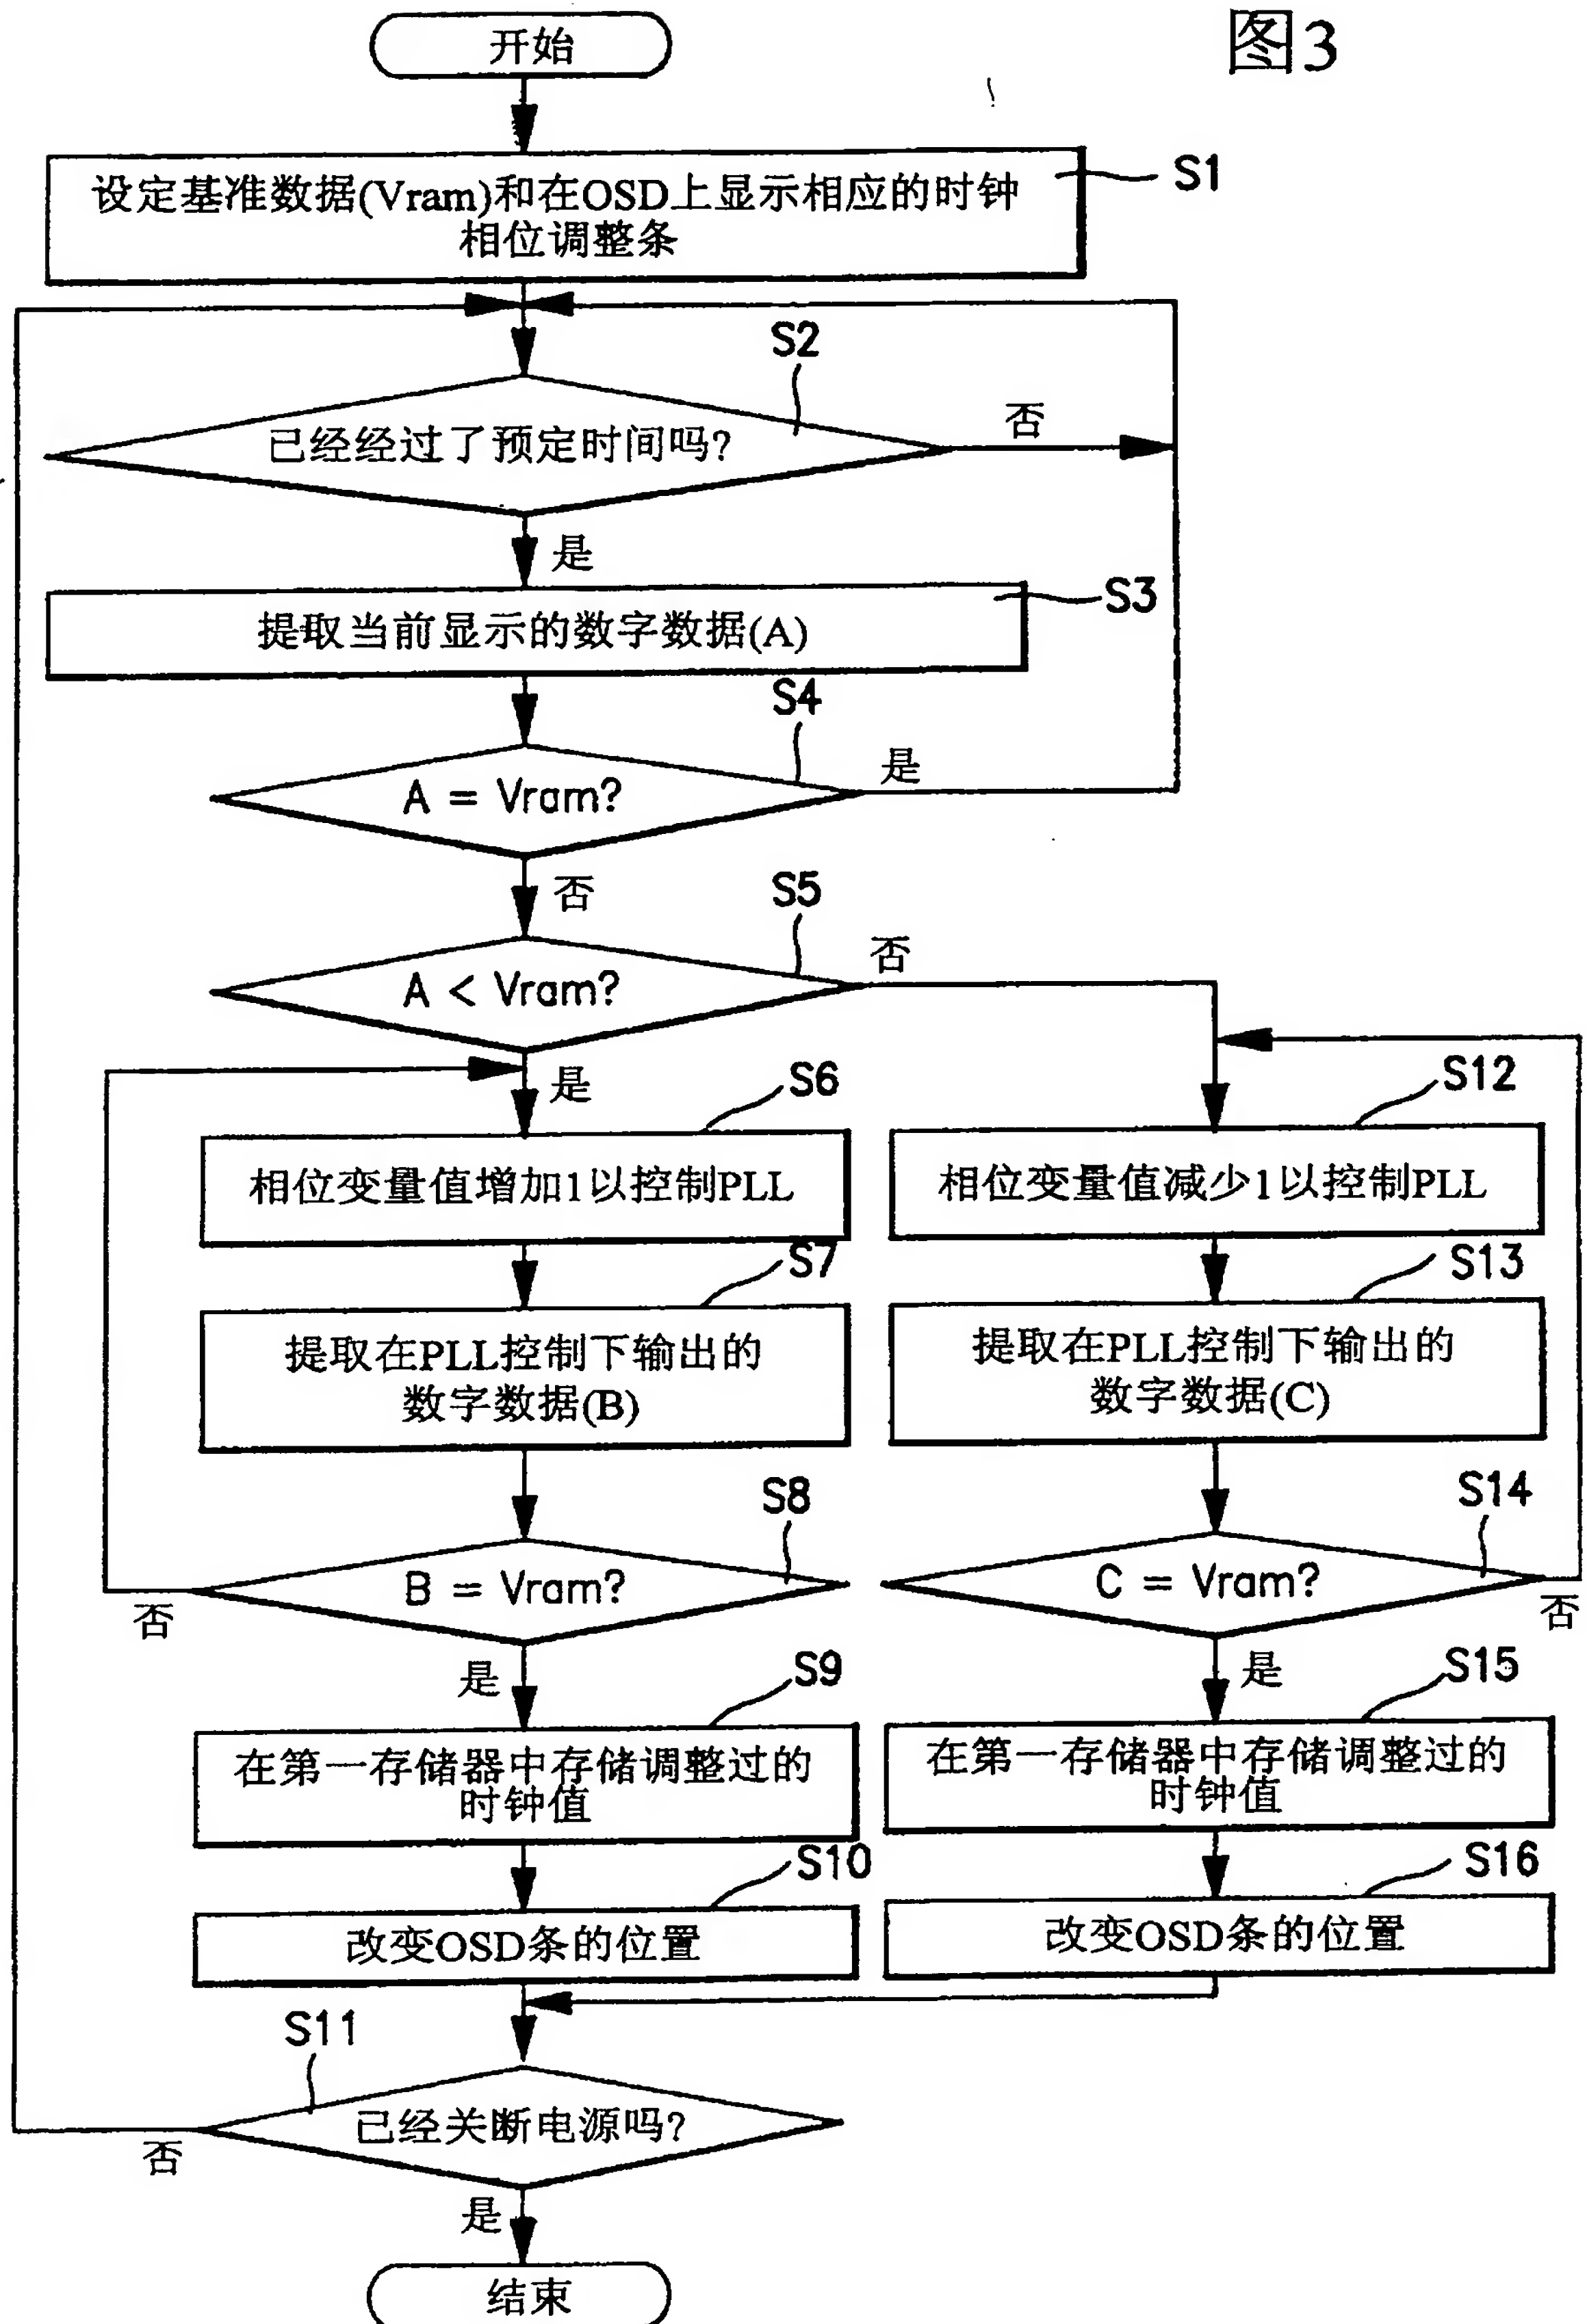 图3
开始
设定基准数据(Vram)和在OSD上显示相应的时钟
相位调整条
S1
S2
已经经过了预定时间吗?
否
是
提取当前显示的数字数据(A)
S3
S4
A = Vram?
是
否
S5
A < Vram?
否
是
S6
相位变量值增加1以控制PLL
S7
提取在PLL控制下输出的
数字数据(B)
S8
B = Vram?
否
是
S9
在第一存储器中存储调整过的
时钟值
S10
改变OSD条的位置
S12
相位变量值减少1以控制PLL
S13
提取在PLL控制下输出的
数字数据(C)
S14
C = Vram?
否
是
S15
在第一存储器中存储调整过的
时钟值
S16
改变OSD条的位置
S11
已经关断电源吗?
否
是
结束